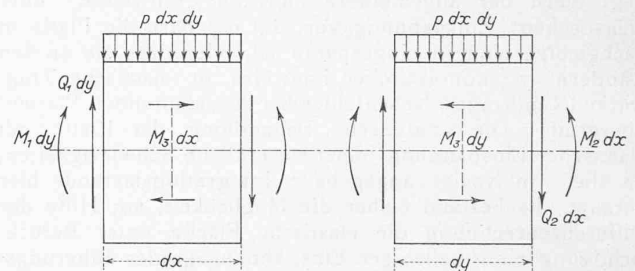 p dx dy
p dx dy
Q₁ dy
M₁ dy
M₃ dx
M₃ dy
M₂ dx
Q₂ dx
dx
dy